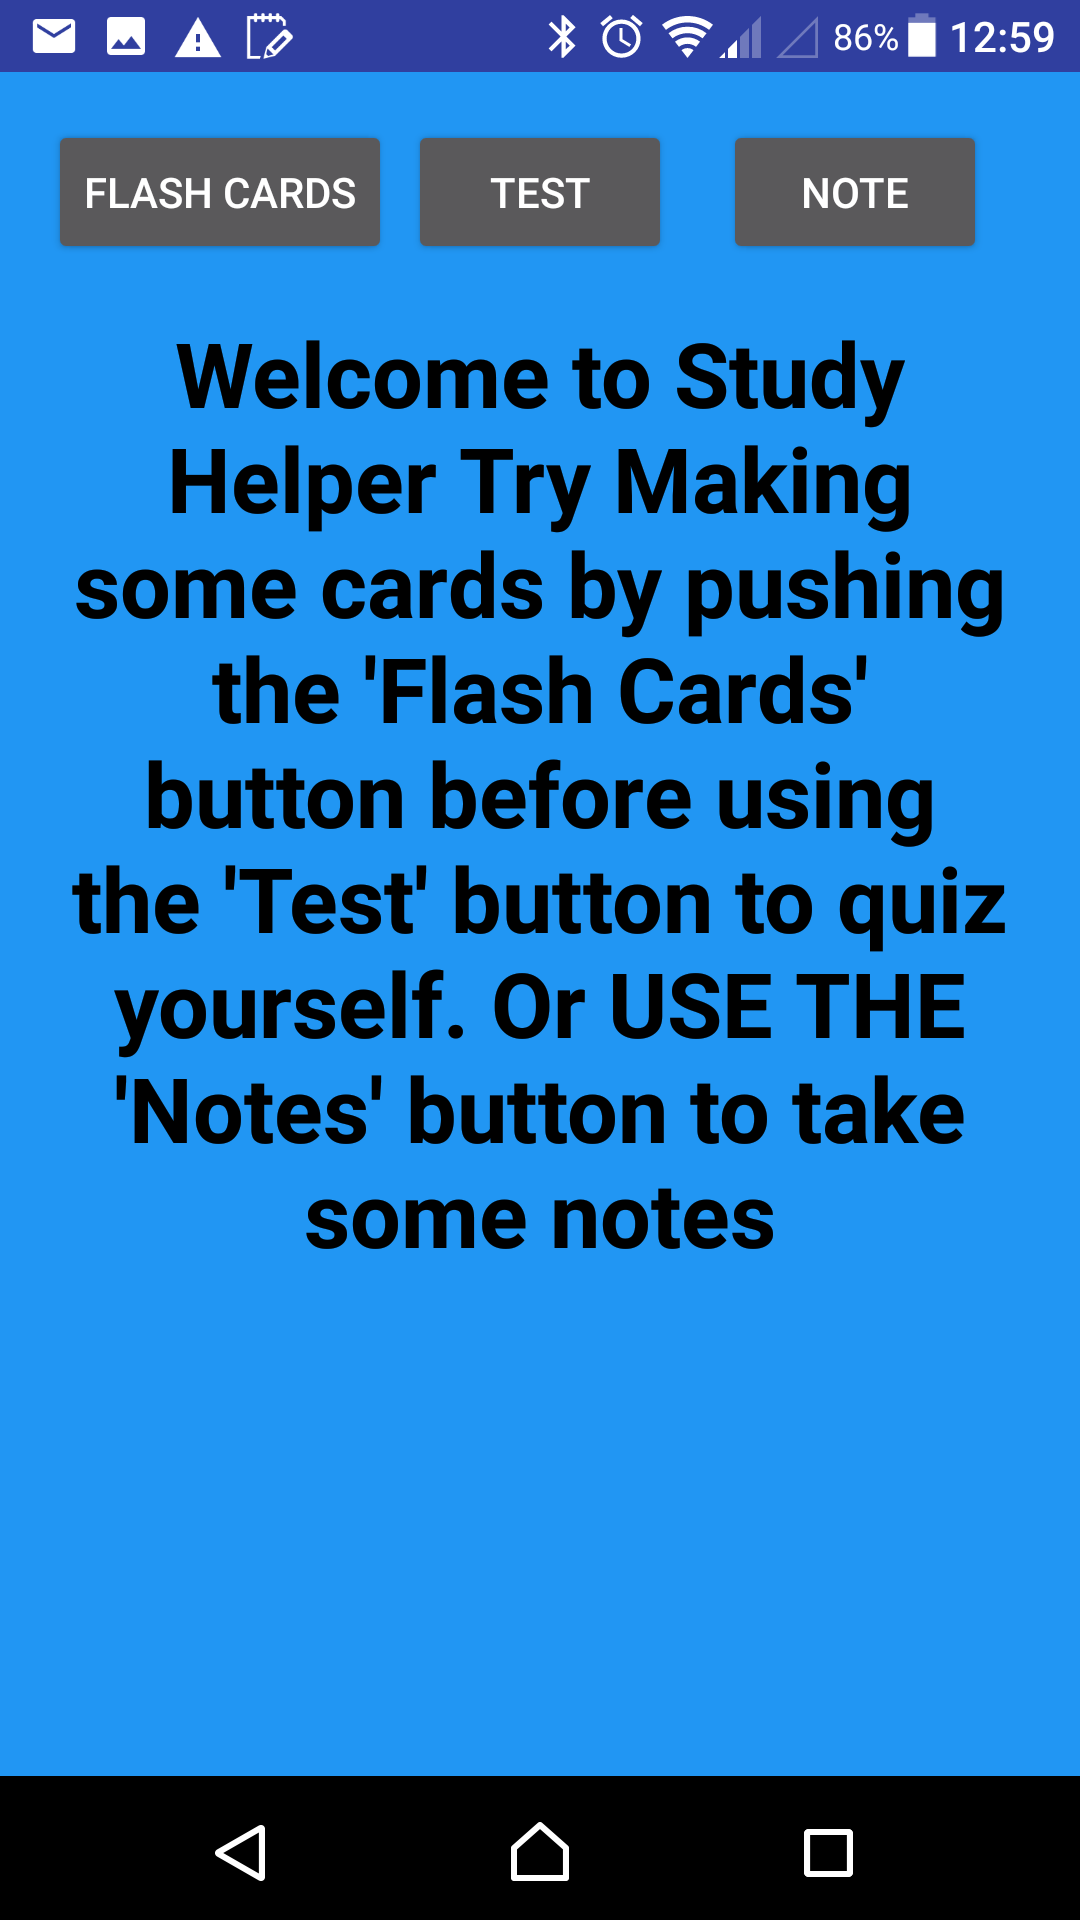 86% 12:59
FLASH CARDS TEST NOTE
Welcome to Study
Helper Try Making
some cards by pushing
the 'Flash Cards'
button before using
the 'Test' button to quiz
yourself. Or USE THE
'Notes' button to take
some notes